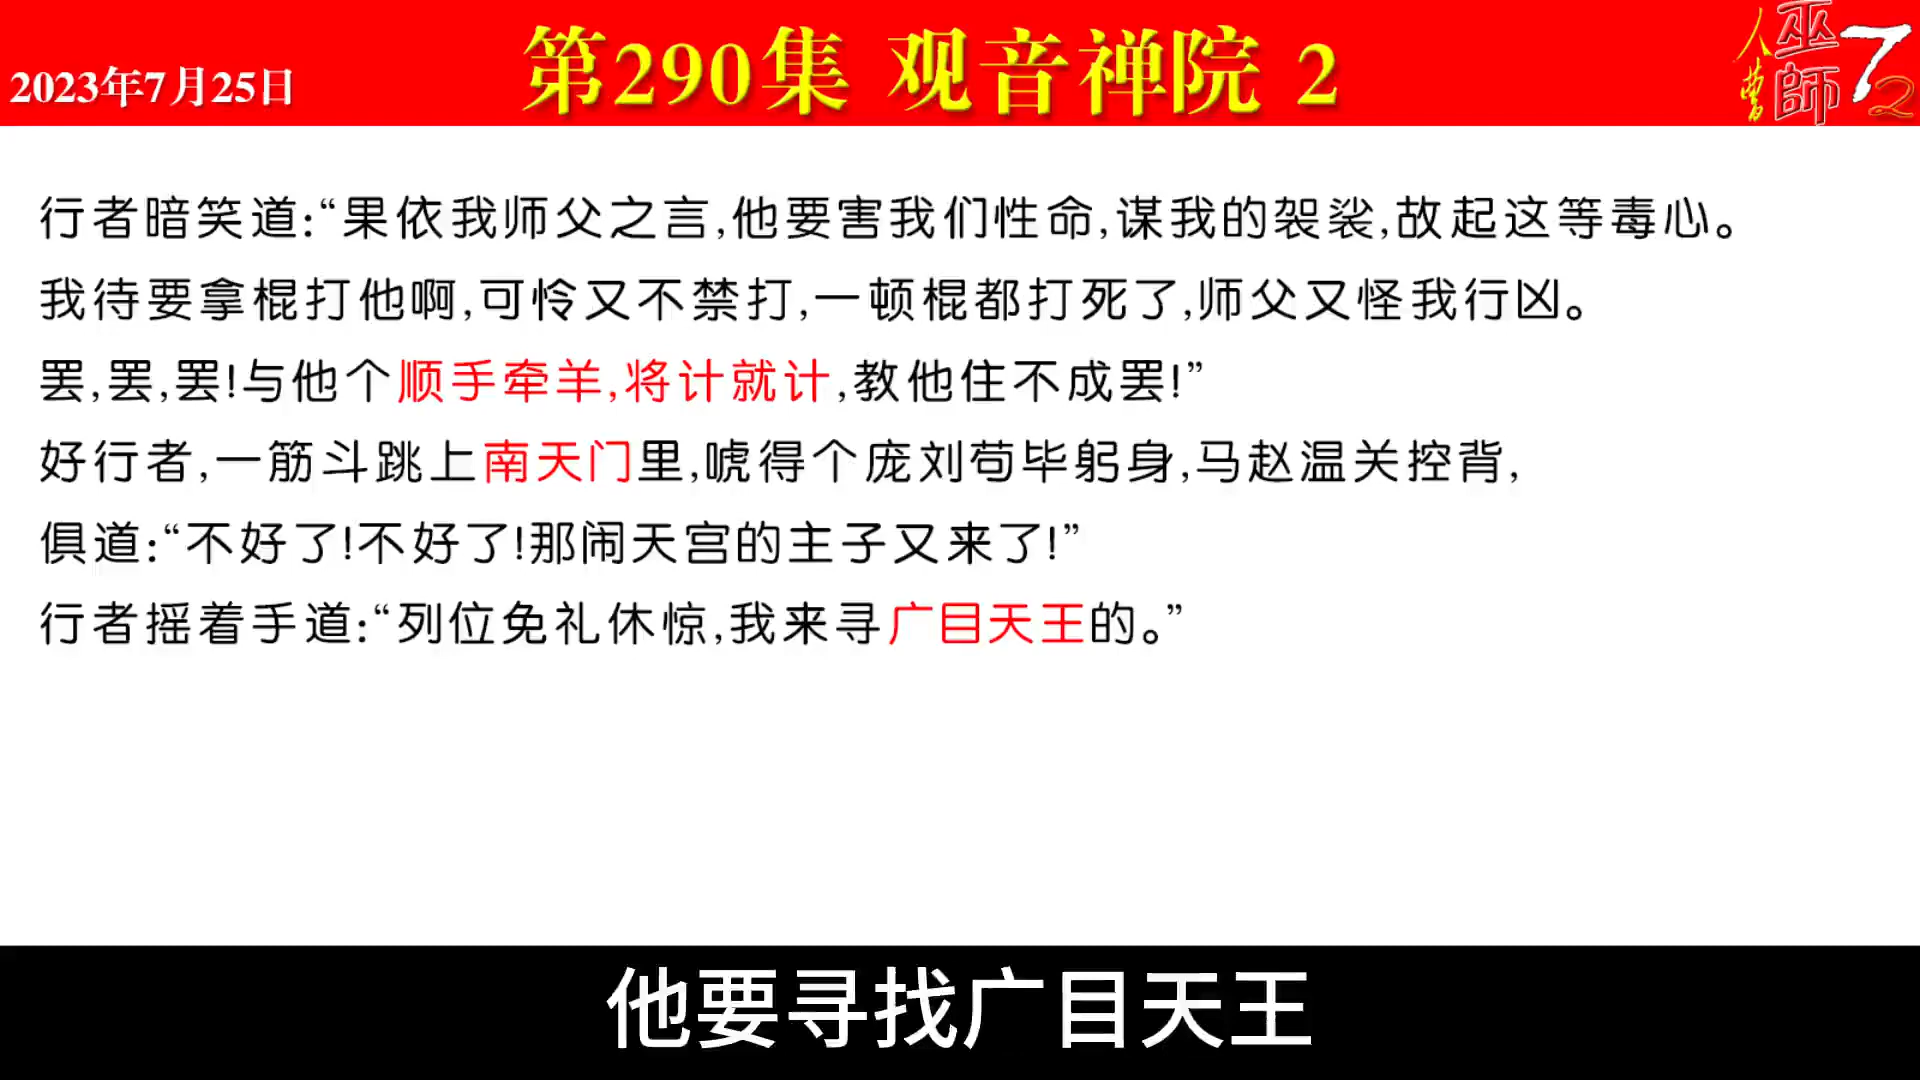 2023年7月25日
第290集 观音禅院 2
人曹
巫師
72
行者暗笑道:“果依我师父之言,他要害我们性命,谋我的袈裟,故起这等毒心。
我待要拿棍打他啊,可怜又不禁打,一顿棍都打死了,师父又怪我行凶。
罢,罢,罢!与他个顺手牵羊,将计就计,教他住不成罢!”
好行者,一筋斗跳上南天门里,唬得个庞刘苟毕躬身,马赵温关控背,
俱道:“不好了!不好了!那闹天宫的主子又来了!”
行者摇着手道:“列位免礼休惊,我来寻广目天王的。”
他要寻找广目天王